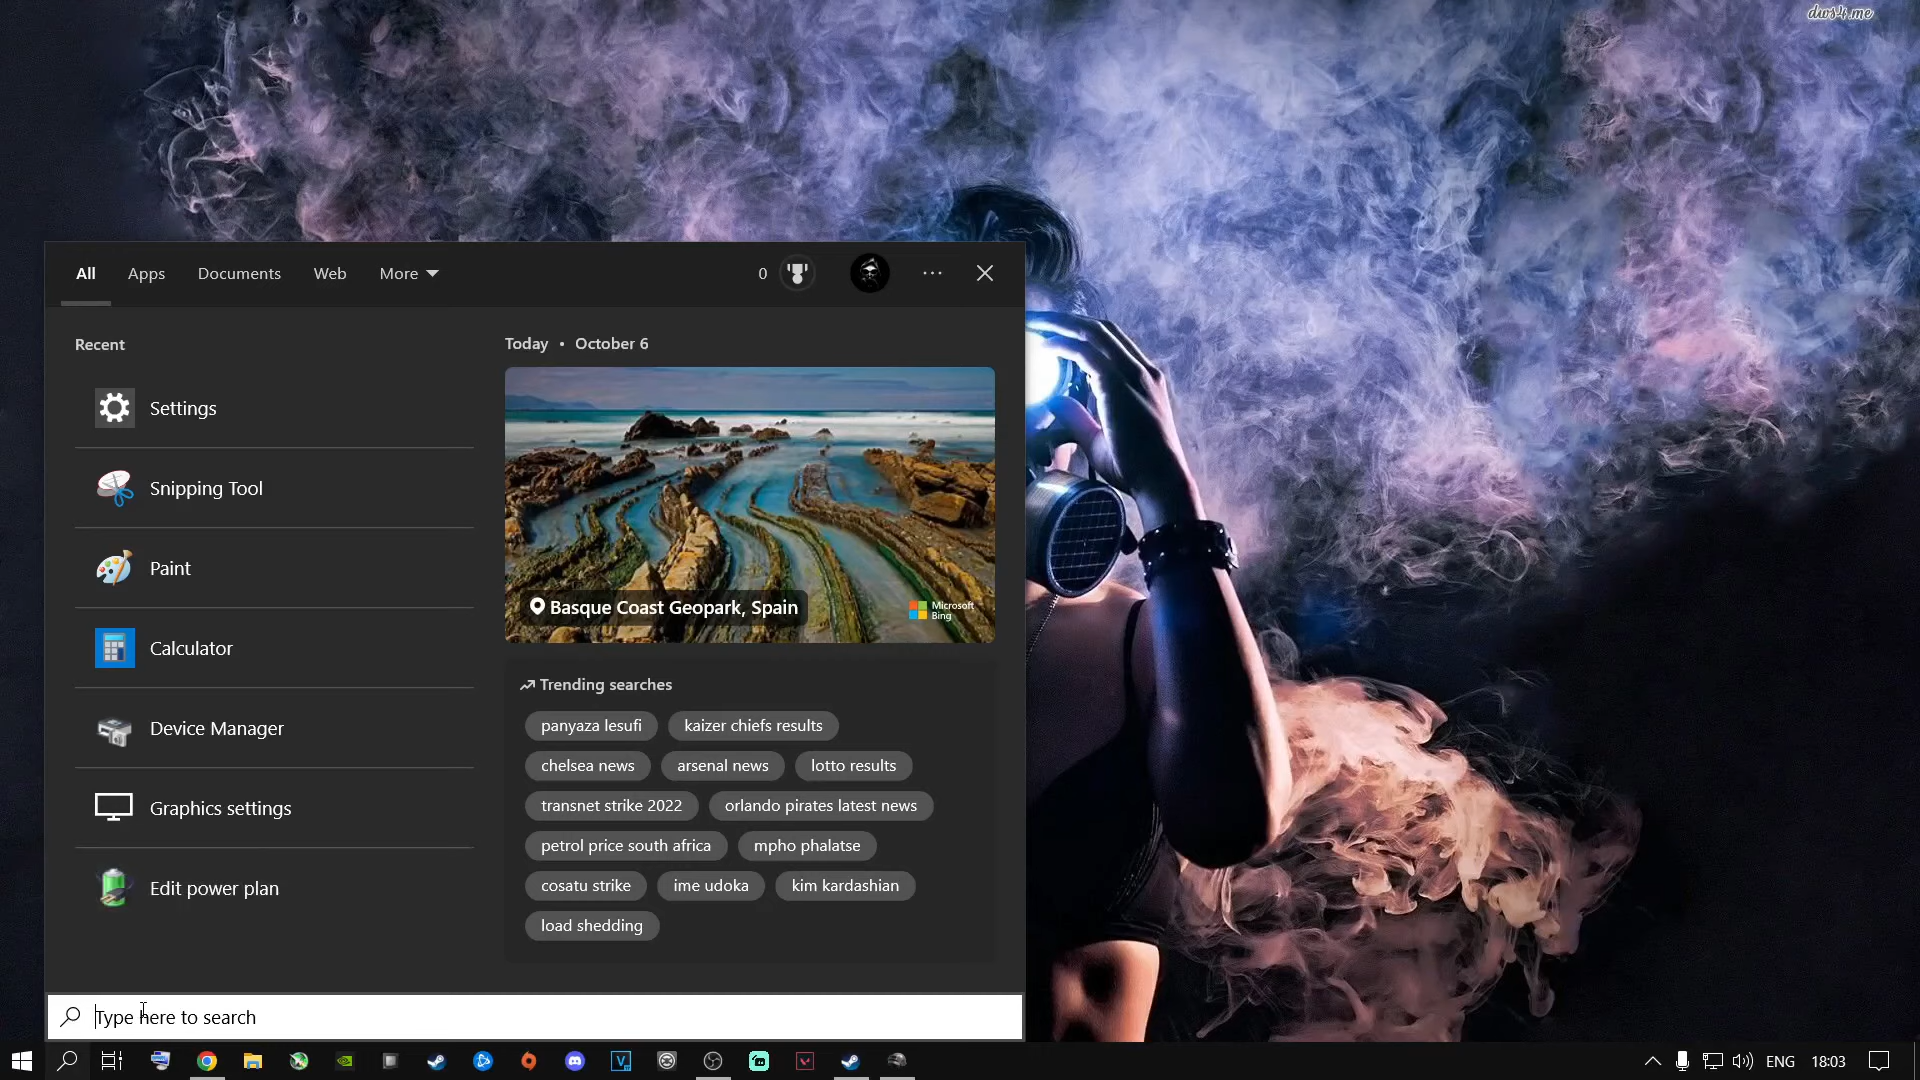 dws4.me
All Apps Documents Web More 0
Recent
Settings
Snipping Tool
Paint
Calculator
Device Manager
Graphics settings
Edit power plan
Today • October 6
Basque Coast Geopark, Spain
Microsoft
Bing
Trending searches
panyaza lesufi kaizer chiefs results
chelsea news arsenal news lotto results
transnet strike 2022 orlando pirates latest news
petrol price south africa mpho phalatse
cosatu strike ime udoka kim kardashian
load shedding
Type here to search
ENG 18:03